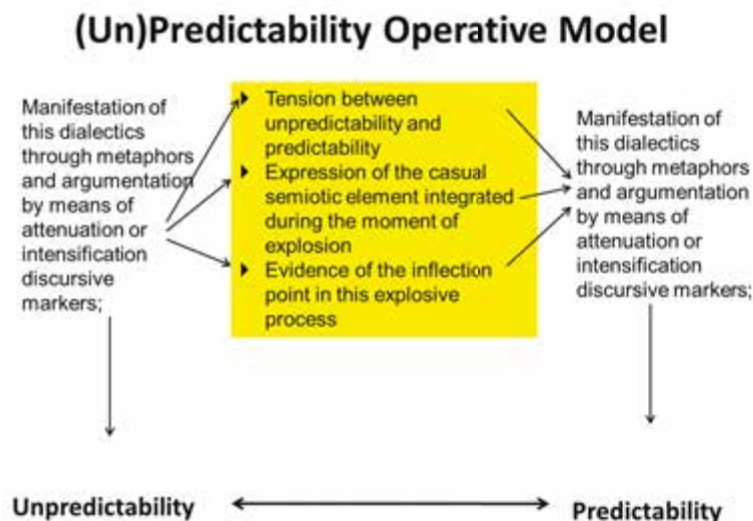 (Un)Predictability Operative Model
Manifestation of
this dialectics
through metaphors
and argumentation
by means of
attenuation or
intensification
discursive
markers;
Tension between
unpredictability and
predictability
Expression of the casual
semiotic element integrated
during the moment of
explosion
Evidence of the inflection
point in this explosive
process
Manifestation of
this dialectics
through metaphors
and argumentation
by means of
attenuation or
intensification
discursive
markers;
Unpredictability
Predictability